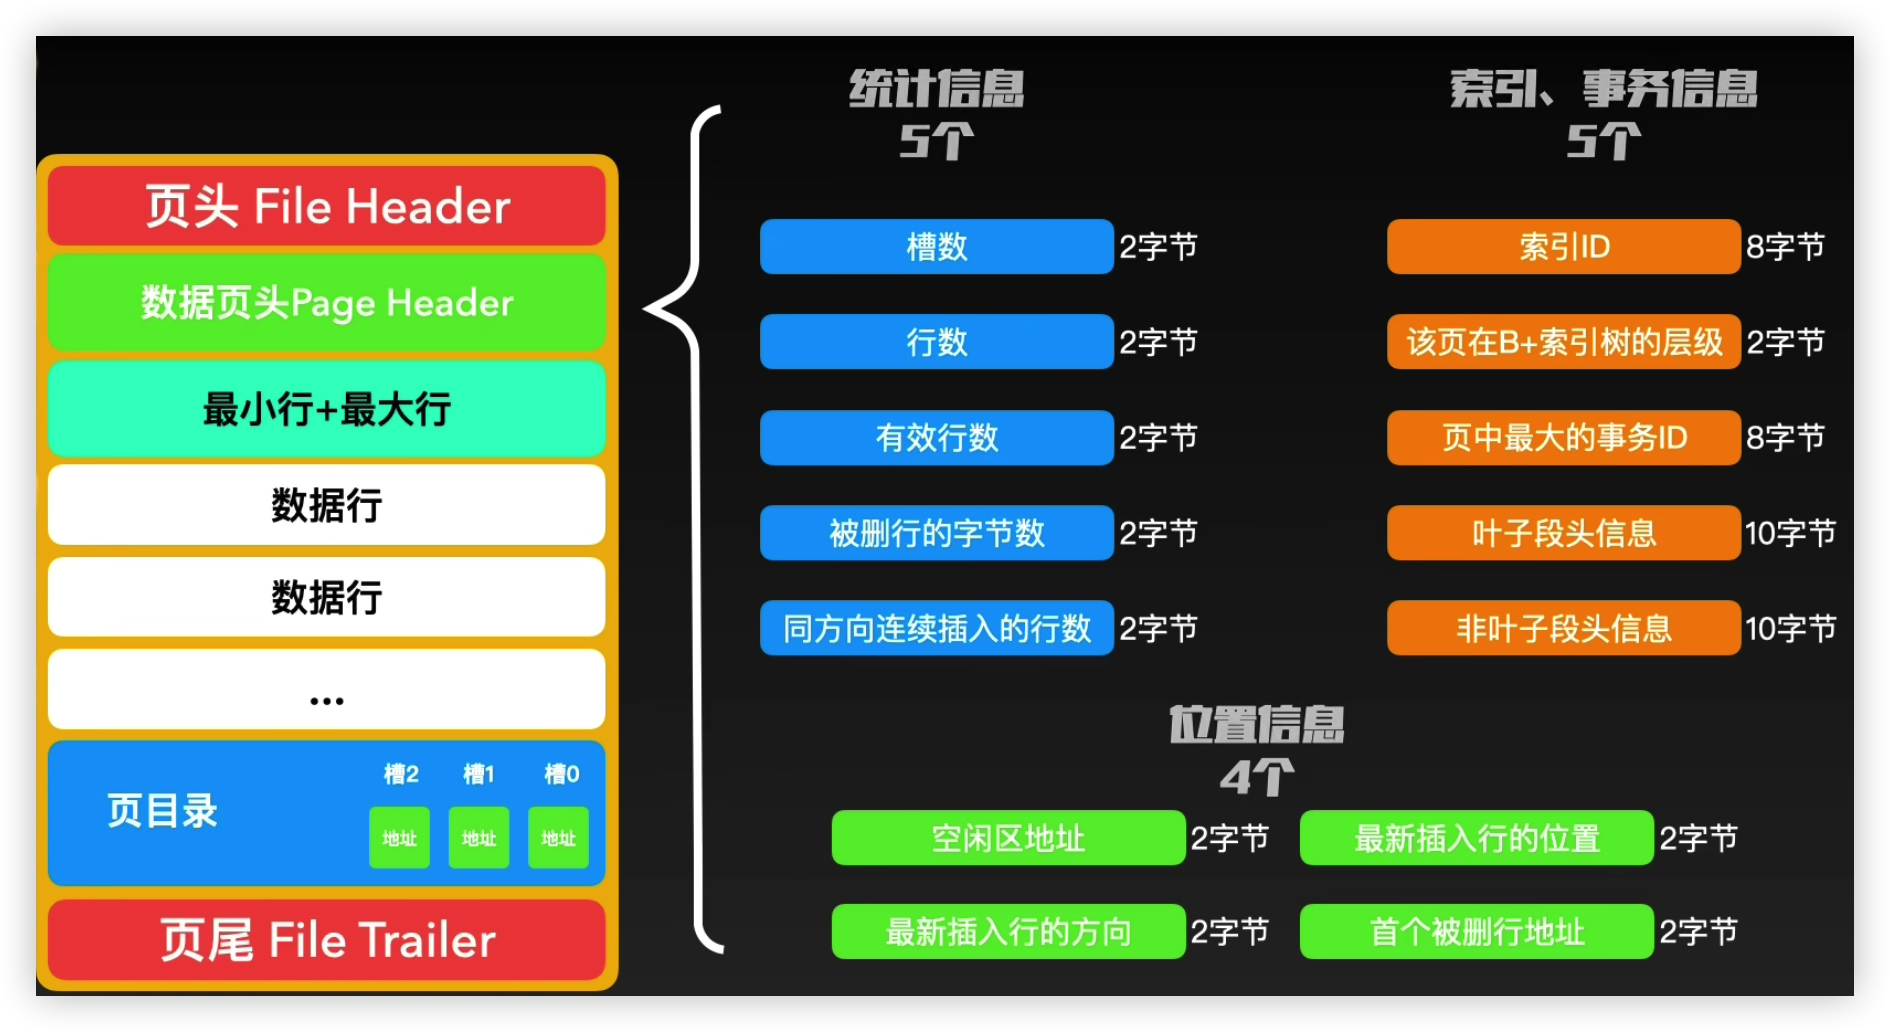 页头 File Header
数据页头Page Header
最小行+最大行
数据行
数据行
...
页目录
槽2 槽1 槽0
地址 地址 地址
页尾 File Trailer
统计信息
5个
槽数 2字节
行数 2字节
有效行数 2字节
被删行的字节数 2字节
同方向连续插入的行数 2字节
索引、事务信息
5个
索引ID 8字节
该页在B+索引树的层级 2字节
页中最大的事务ID 8字节
叶子段头信息 10字节
非叶子段头信息 10字节
位置信息
4个
空闲区地址 2字节 最新插入行的位置 2字节
最新插入行的方向 2字节 首个被删行地址 2字节